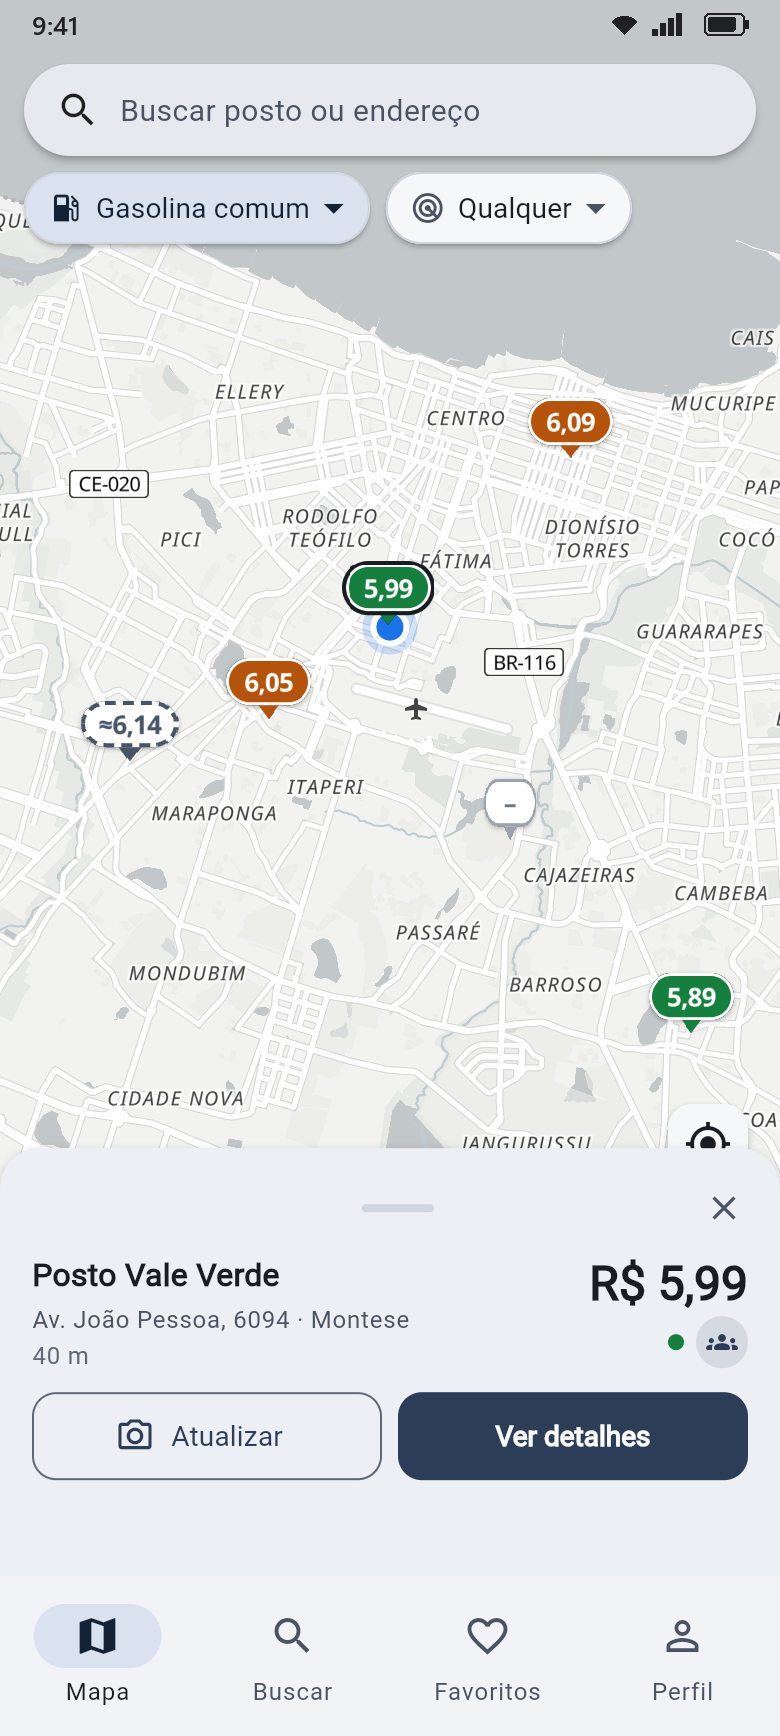 9:41
Buscar posto ou endereço
Gasolina comum
Qualquer
CAIS
ELLERY
MUCURIPE
CENTRO
6,09
CE-020
PICI
RODOLFO
TEÓFILO
DIONÍSIO
TORRES
COCÓ
FÁTIMA
5,99
GUARARAPES
BR-116
6,05
≈6,14
ITAPERI
MARAPONGA
-
CAJAZEIRAS
CAMBEBA
PASSARÉ
MONDUBIM
BARROSO
5,89
CIDADE NOVA
JANGURUSSU
Posto Vale Verde
R$ 5,99
Av. João Pessoa, 6094 · Montese
40 m
Atualizar
Ver detalhes
Mapa
Buscar
Favoritos
Perfil